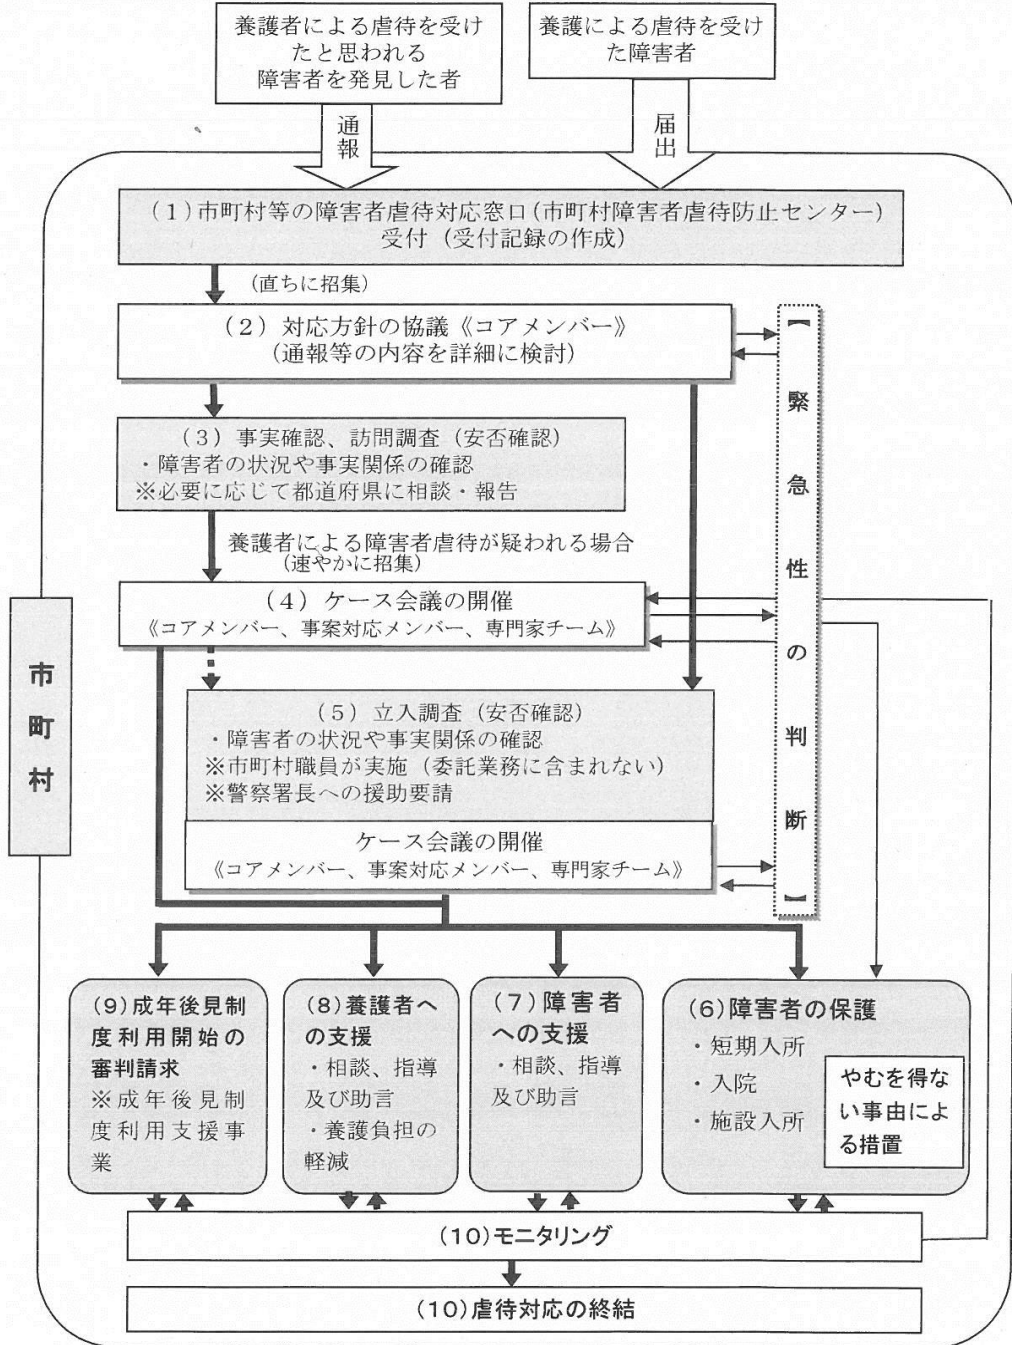 養護者による虐待を受け
たと思われる
障害者を発見した者
養護による虐待を受け
た障害者
通報
届出
(1)市町村等の障害者虐待対応窓口(市町村障害者虐待防止センター)
受付（受付記録の作成）
(直ちに招集)
(2) 対応方針の協議《コアメンバー》
(通報等の内容を詳細に検討)
(3) 事実確認、訪問調査（安否確認）
・障害者の状況や事実関係の確認
※必要に応じて都道府県に相談・報告
養護者による障害者虐待が疑われる場合
(速やかに招集)
(4) ケース会議の開催
《コアメンバー、事案対応メンバー、専門家チーム》
(5) 立入調査（安否確認）
・障害者の状況や事実関係の確認
※市町村職員が実施（委託業務に含まれない）
※警察署長への援助要請
ケース会議の開催
《コアメンバー、事案対応メンバー、専門家チーム》
【緊急性の判断】
市町村
(9)成年後見制
度利用開始の
審判請求
※成年後見制
度利用支援事
業
(8)養護者へ
の支援
・相談、指導
及び助言
・養護負担の
軽減
(7)障害者
への支援
・相談、指導
及び助言
(6)障害者の保護
・短期入所
・入院
・施設入所
やむを得な
い事由によ
る措置
(10)モニタリング
(10)虐待対応の終結